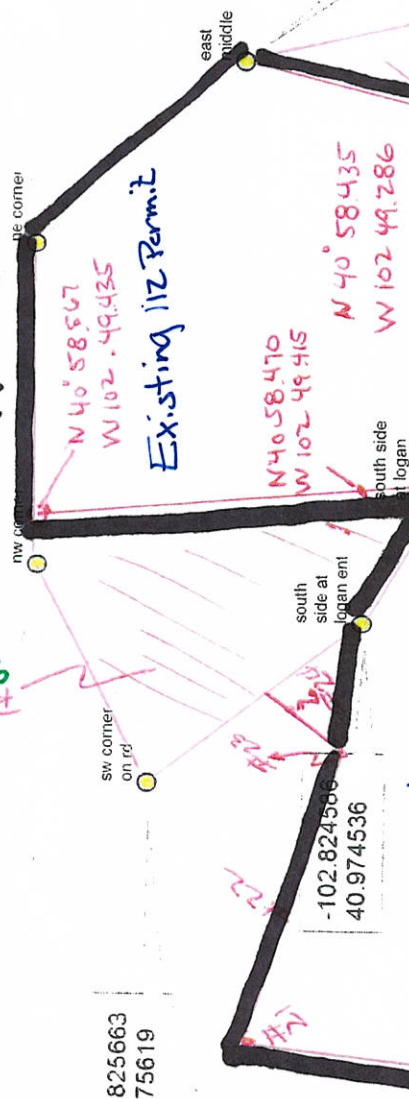 east
middle
ne corner
N 40° 58.567
W 102.49.435
Existing 112 Permit
N 40 58.470
W 102 49.415
N 40° 58.435
W 102 49.286
nw corner
south side
at logan
south
side at
logan ent
sw corner
on rd
-102.824586
40.974536
825663
75619